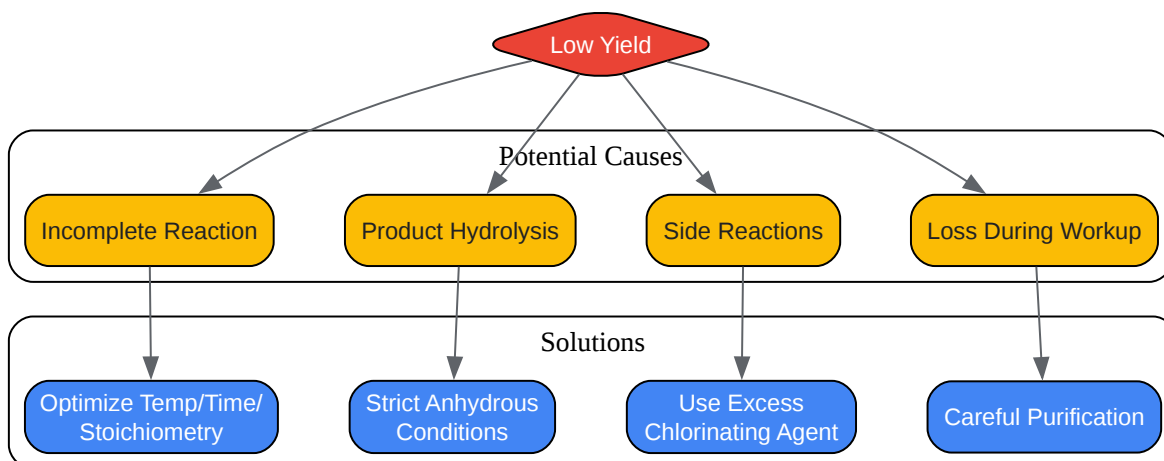 Low Yield
Potential Causes
Incomplete Reaction
Product Hydrolysis
Side Reactions
Loss During Workup
Solutions
Optimize Temp/Time/
Stoichiometry
Strict Anhydrous
Conditions
Use Excess
Chlorinating Agent
Careful Purification